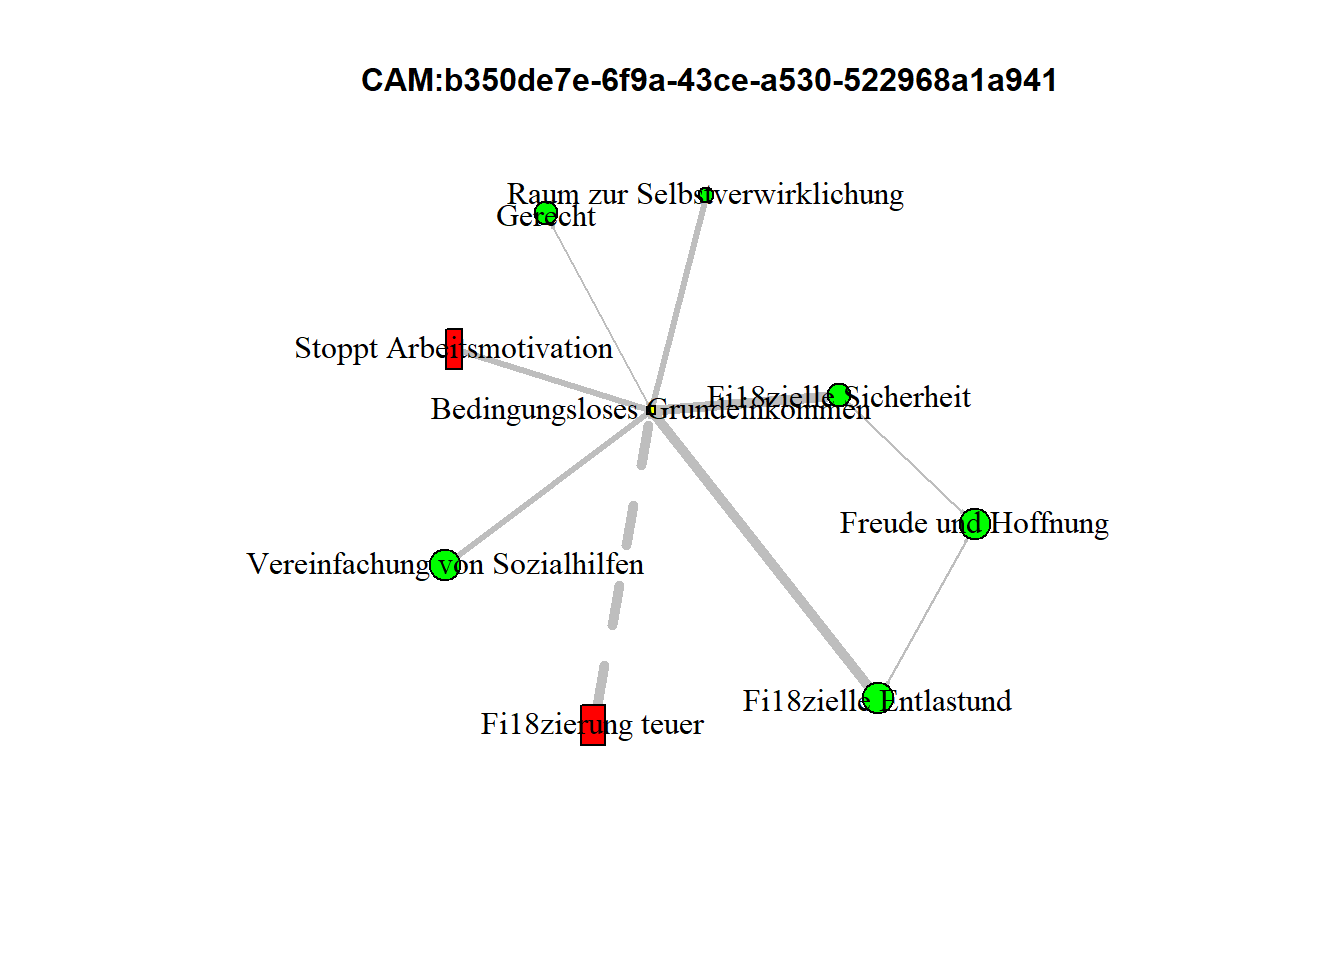 CAM:b350de7e-6f9a-43ce-a530-522968a1a941
Raum zur Selbstverwirklichung
Gerecht
Stoppt Arbeitsmotivation
Fi18zielle Sicherheit
Bedingungsloses Grundeinkommen
Freude und Hoffnung
Vereinfachung von Sozialhilfen
Fi18zielle Entlastund
Fi18zierung teuer